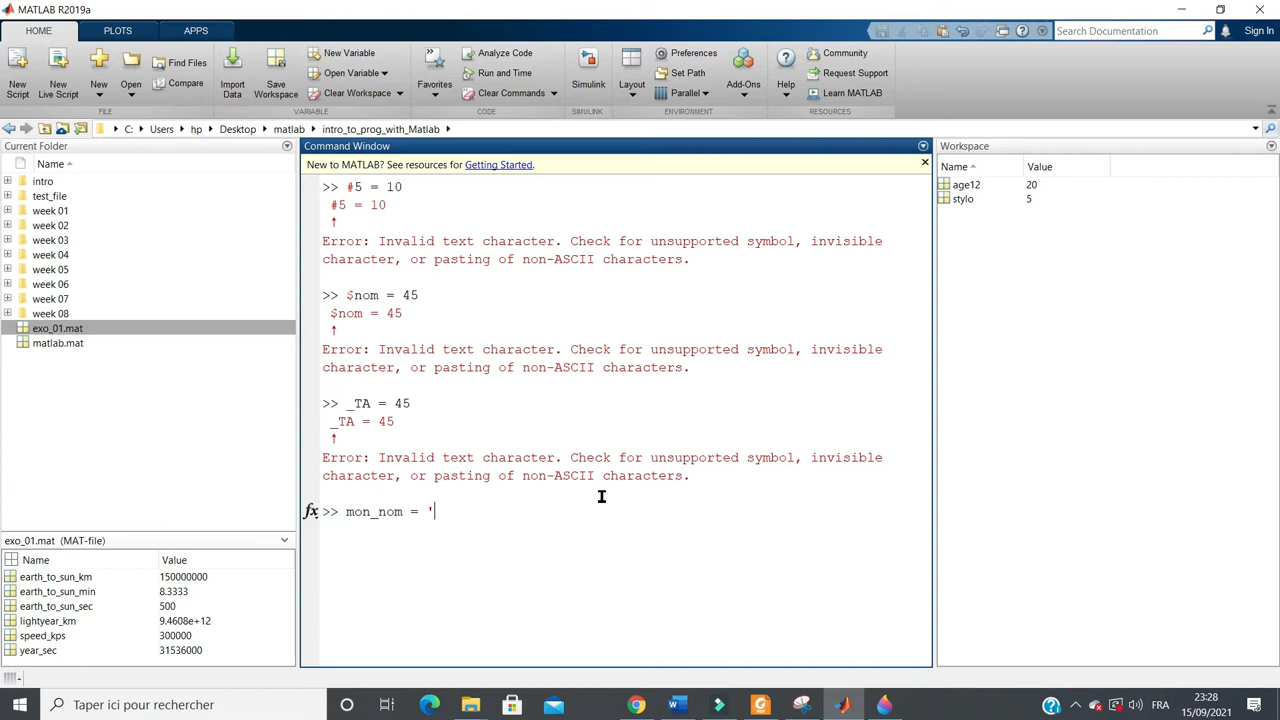 MATLAB R2019a
HOME PLOTS APPS
Search Documentation Sign In
New Script
New Live Script
New
Open
Find Files
Compare
FILE
Import Data
Save Workspace
New Variable
Open Variable
Clear Workspace
VARIABLE
Favorites
Analyze Code
Run and Time
Clear Commands
CODE
Simulink
SIMULINK
Layout
Preferences
Set Path
Parallel
Add-Ons
ENVIRONMENT
Help
Community
Request Support
Learn MATLAB
RESOURCES
C: Users hp Desktop matlab intro_to_prog_with_Matlab
Current Folder
Name
intro
test_file
week 01
week 02
week 03
week 04
week 05
week 06
week 07
week 08
exo_01.mat
matlab.mat
exo_01.mat (MAT-file)
Name Value
earth_to_sun_km 150000000
earth_to_sun_min 8.3333
earth_to_sun_sec 500
lightyear_km 9.4608e+12
speed_kps 300000
year_sec 31536000
Command Window
New to MATLAB? See resources for Getting Started.
>> #5 = 10
#5 = 10
↑
Error: Invalid text character. Check for unsupported symbol, invisible
character, or pasting of non-ASCII characters.
>> $nom = 45
$nom = 45
↑
Error: Invalid text character. Check for unsupported symbol, invisible
character, or pasting of non-ASCII characters.
>> _TA = 45
_TA = 45
↑
Error: Invalid text character. Check for unsupported symbol, invisible
character, or pasting of non-ASCII characters.
fx >> mon_nom = '
Workspace
Name Value
age12 20
stylo 5
Taper ici pour rechercher
FRA
23:28
15/09/2021